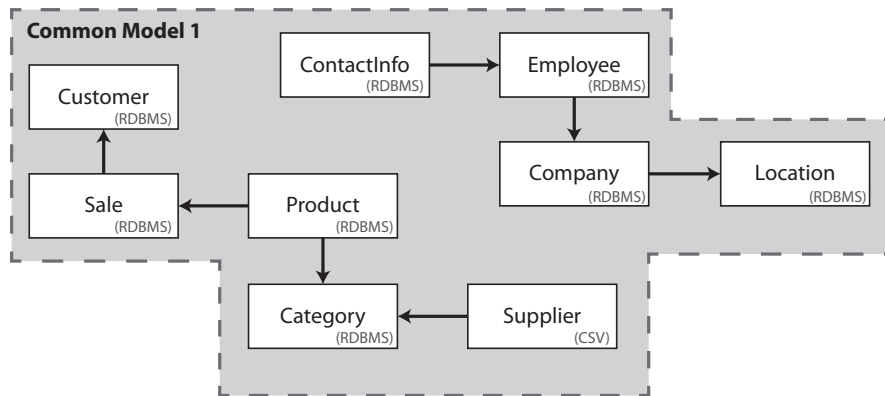 Common Model 1
ContactInfo
(RDBMS)
Employee
(RDBMS)
Customer
(RDBMS)
Company
(RDBMS)
Location
(RDBMS)
Sale
(RDBMS)
Product
(RDBMS)
Category
(RDBMS)
Supplier
(CSV)